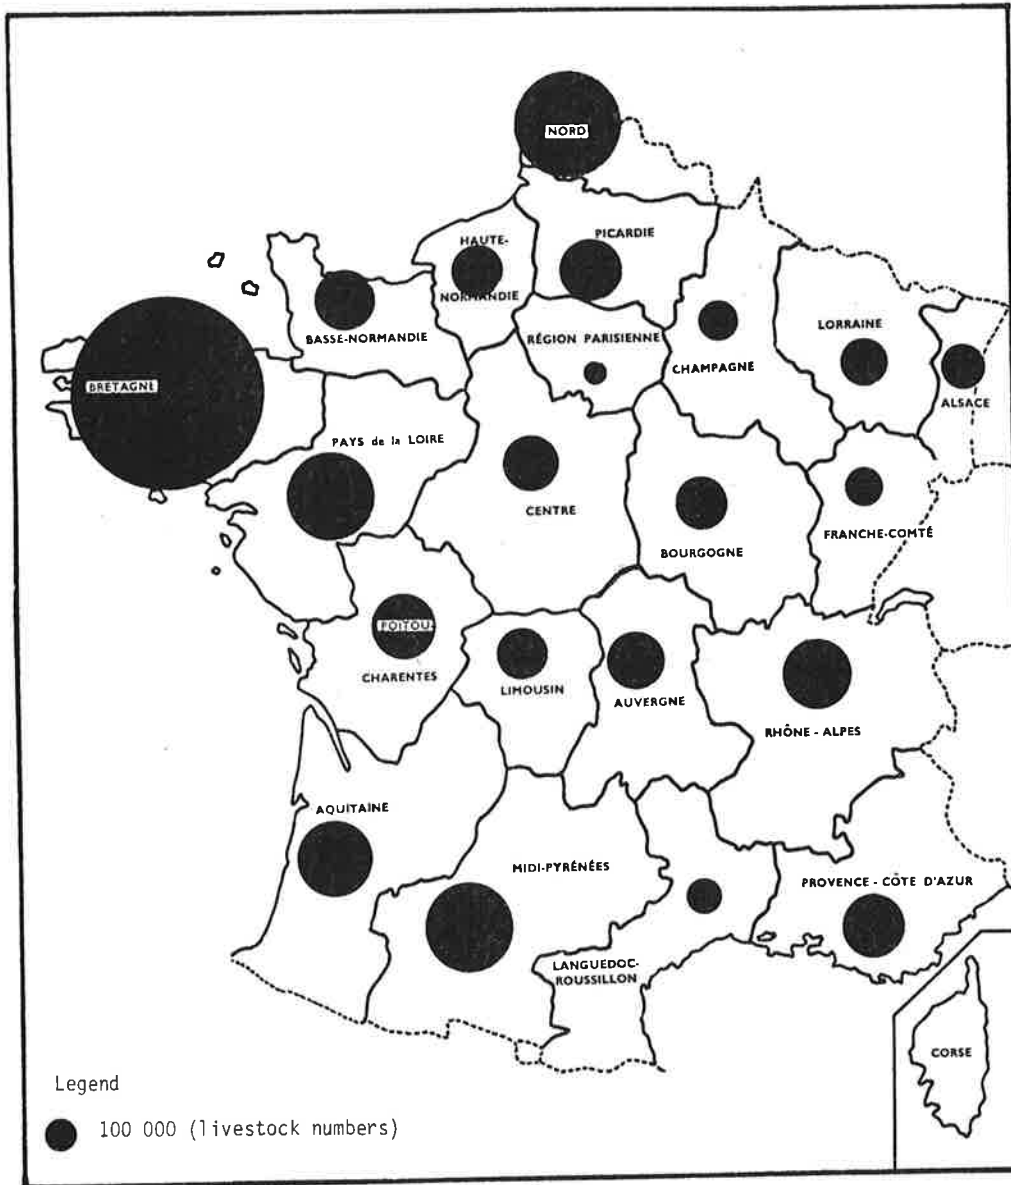 NORD
HAUTE-
NORMANDIE
PICARDIE
BASSE-NORMANDIE
RÉGION PARISIENNE
CHAMPAGNE
LORRAINE
ALSACE
BRETAGNE
PAYS de la LOIRE
CENTRE
BOURGOGNE
FRANCHE-COMTÉ
POITOU
CHARENTES
LIMOUSIN
AUVERGNE
RHÔNE - ALPES
AQUITAINE
MIDI-PYRÉNÉES
PROVENCE - CÔTE D'AZUR
LANGUEDOC-
ROUSSILLON
CORSE
Legend
100 000 (livestock numbers)